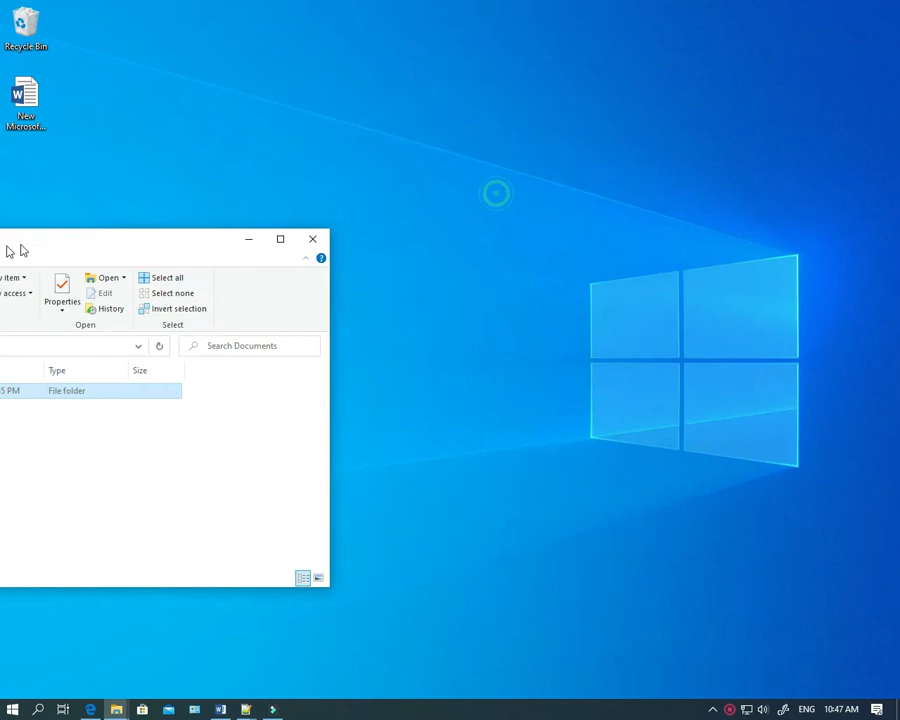 Recycle Bin
New
Microsof...
w item
Open
Select all
w access
Edit
Select none
Properties
History
Invert selection
Open
Select
Search Documents
Type
Size
5 PM
File folder
ENG
10:47 AM